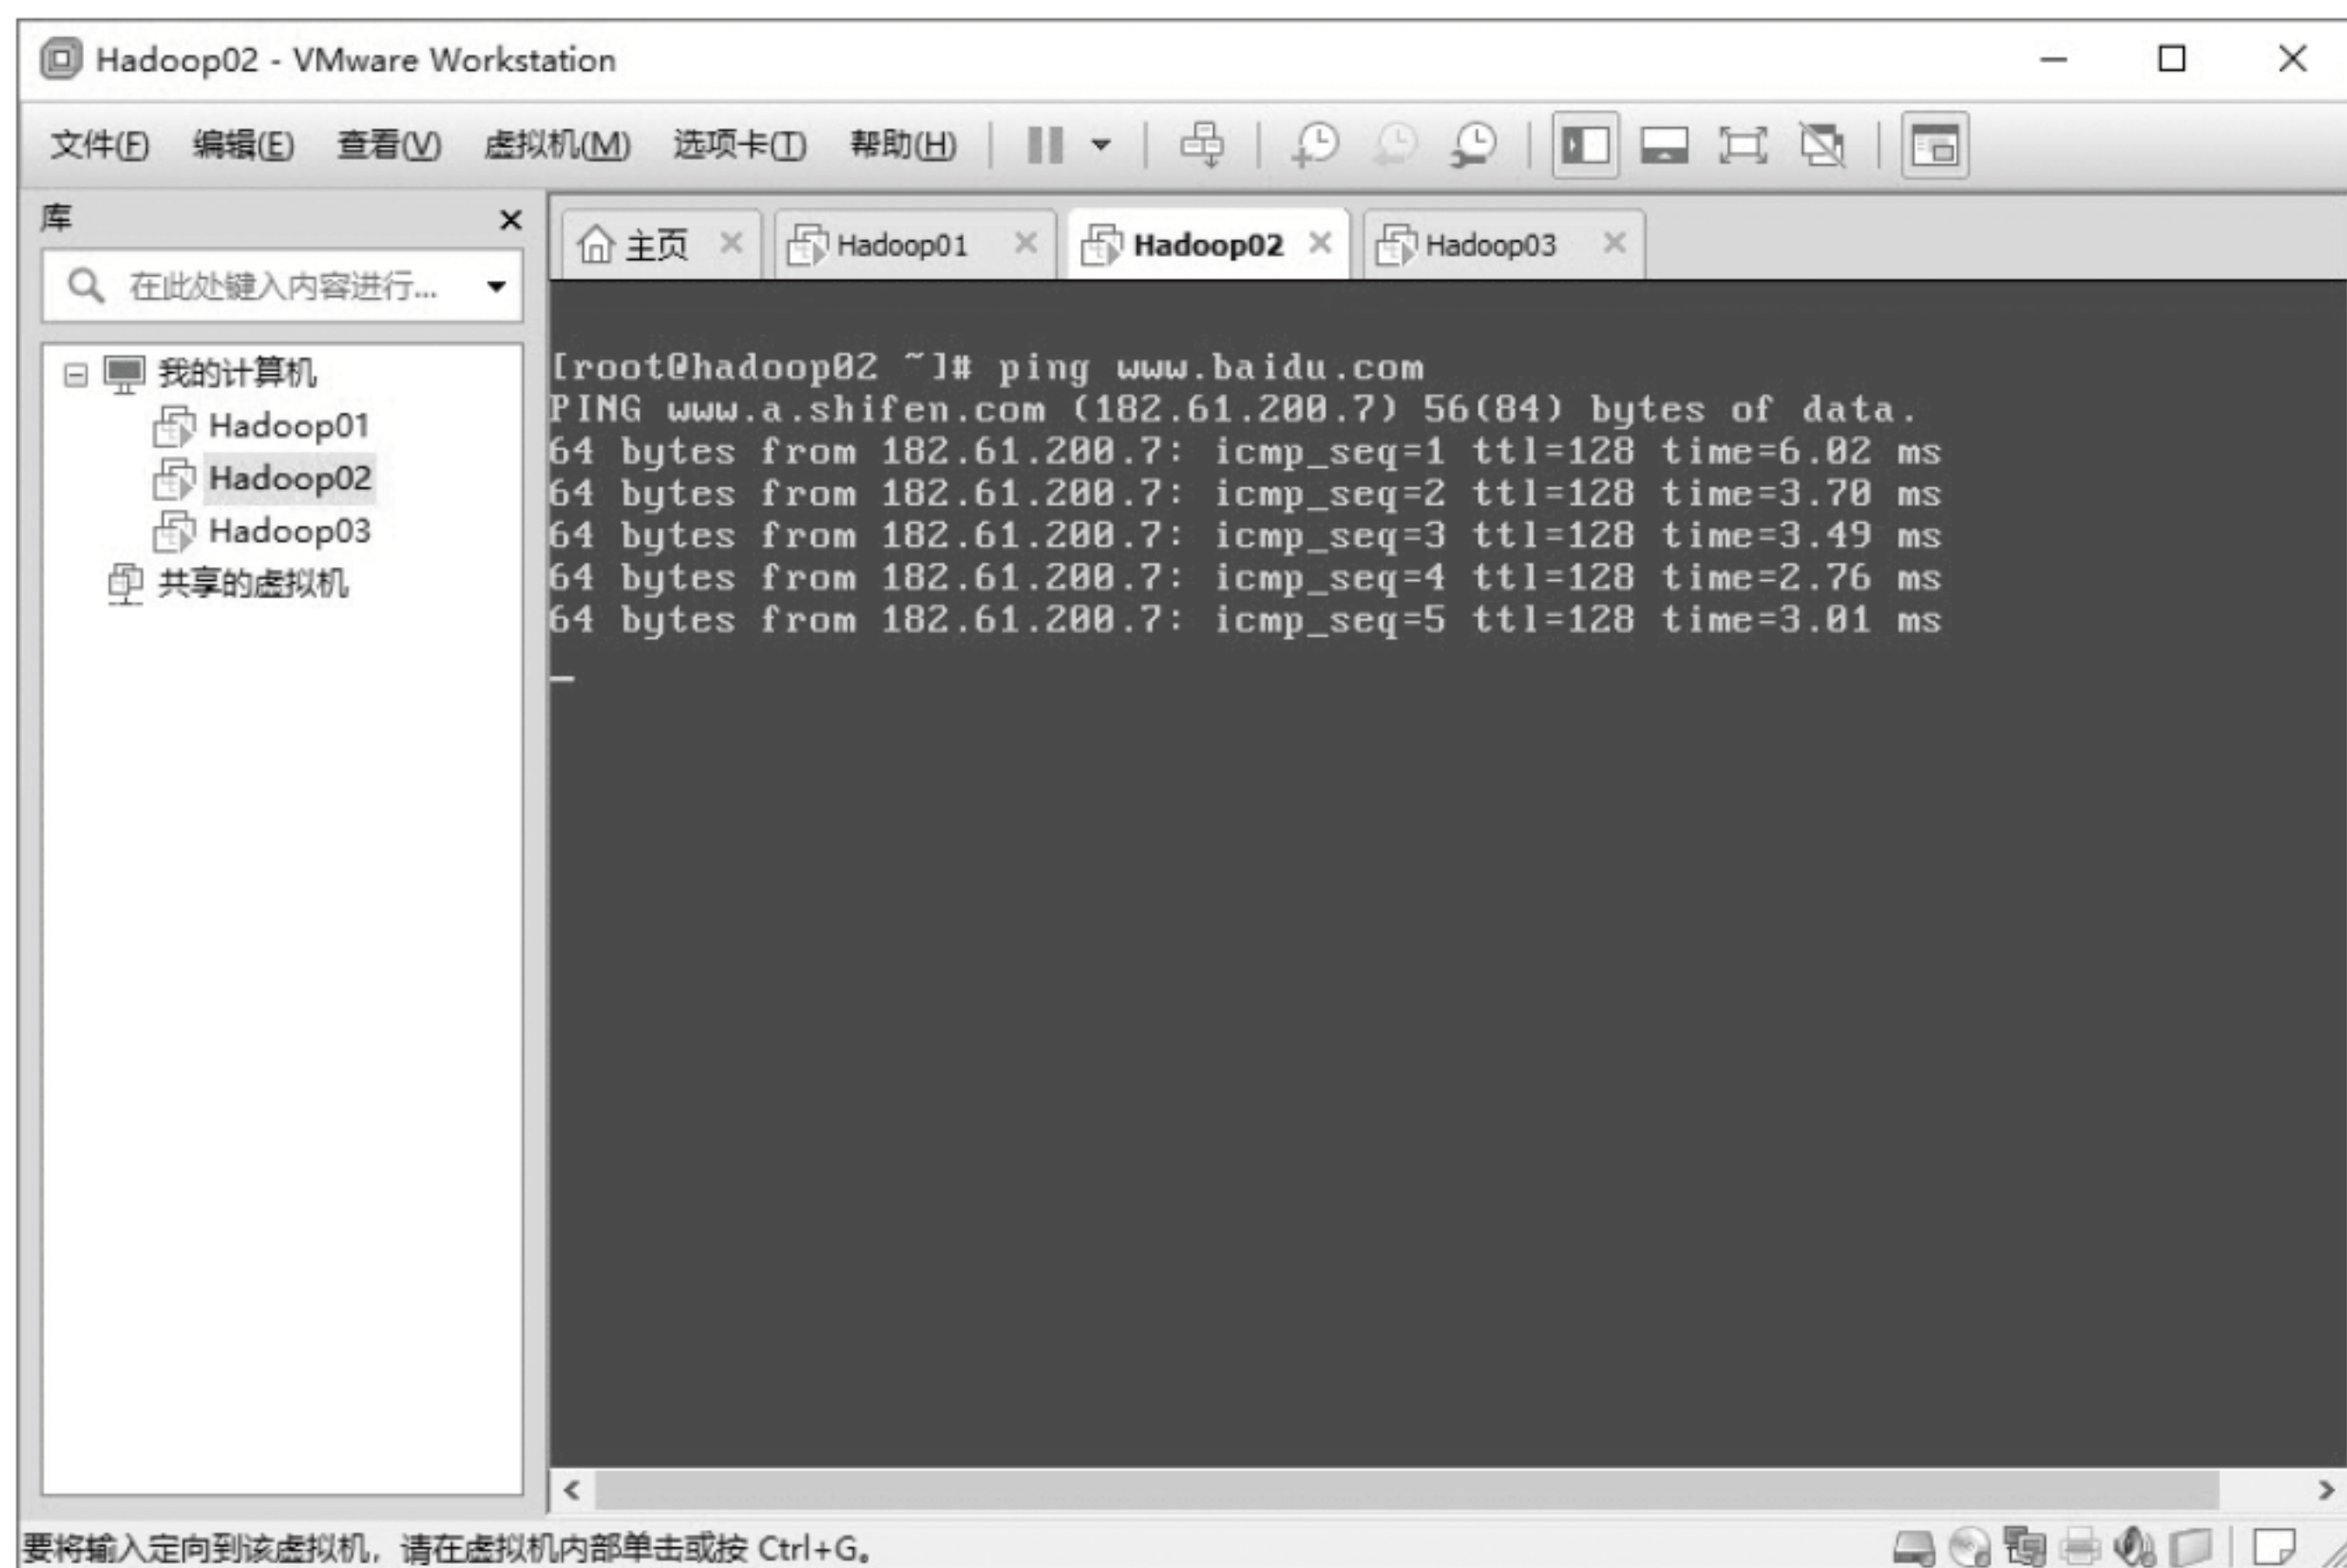 Hadoop02 - VMware Workstation
文件(F) 编辑(E) 查看(V) 虚拟机(M) 选项卡(T) 帮助(H)
库
在此处键入内容进行...
我的计算机
Hadoop01
Hadoop02
Hadoop03
共享的虚拟机
主页 Hadoop01 Hadoop02 Hadoop03
[root@hadoop02 ~]# ping www.baidu.com
PING www.a.shifen.com (182.61.200.7) 56(84) bytes of data.
64 bytes from 182.61.200.7: icmp_seq=1 ttl=128 time=6.02 ms
64 bytes from 182.61.200.7: icmp_seq=2 ttl=128 time=3.70 ms
64 bytes from 182.61.200.7: icmp_seq=3 ttl=128 time=3.49 ms
64 bytes from 182.61.200.7: icmp_seq=4 ttl=128 time=2.76 ms
64 bytes from 182.61.200.7: icmp_seq=5 ttl=128 time=3.01 ms
要将输入定向到该虚拟机，请在虚拟机内部单击或按 Ctrl+G。